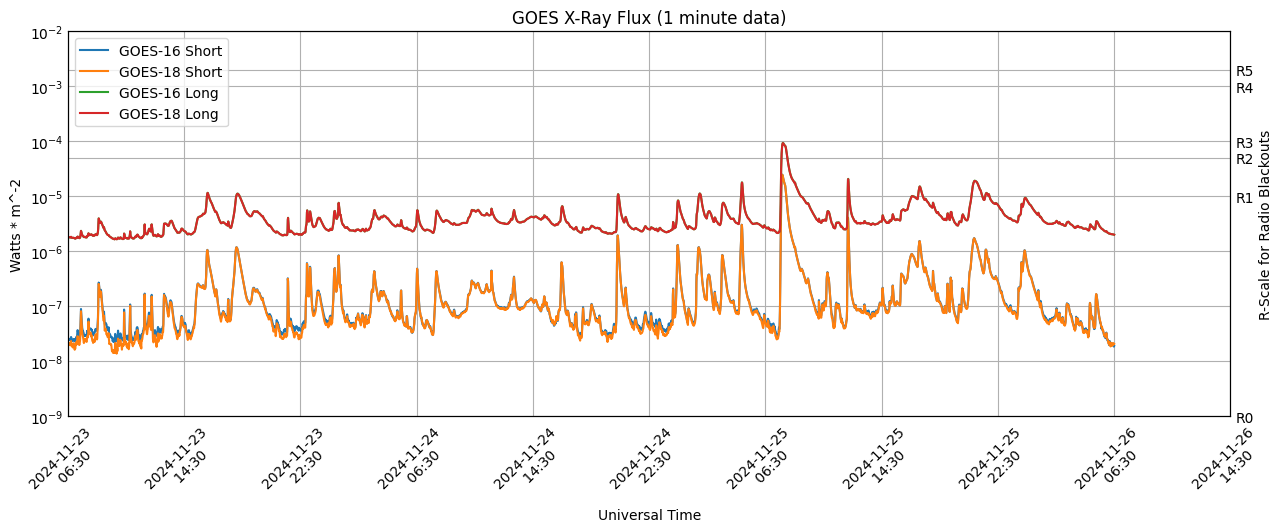 GOES X-Ray Flux (1 minute data)
GOES-16 Short
GOES-18 Short
GOES-16 Long
GOES-18 Long
Watts * m^-2
10^-2
10^-3
10^-4
10^-5
10^-6
10^-7
10^-8
10^-9
R5
R4
R3
R2
R1
R0
R-Scale for Radio Blackouts
2024-11-23
06:30
2024-11-23
14:30
2024-11-23
22:30
2024-11-24
06:30
2024-11-24
14:30
2024-11-24
22:30
2024-11-25
06:30
2024-11-25
14:30
2024-11-25
22:30
2024-11-26
06:30
2024-11-26
14:30
Universal Time